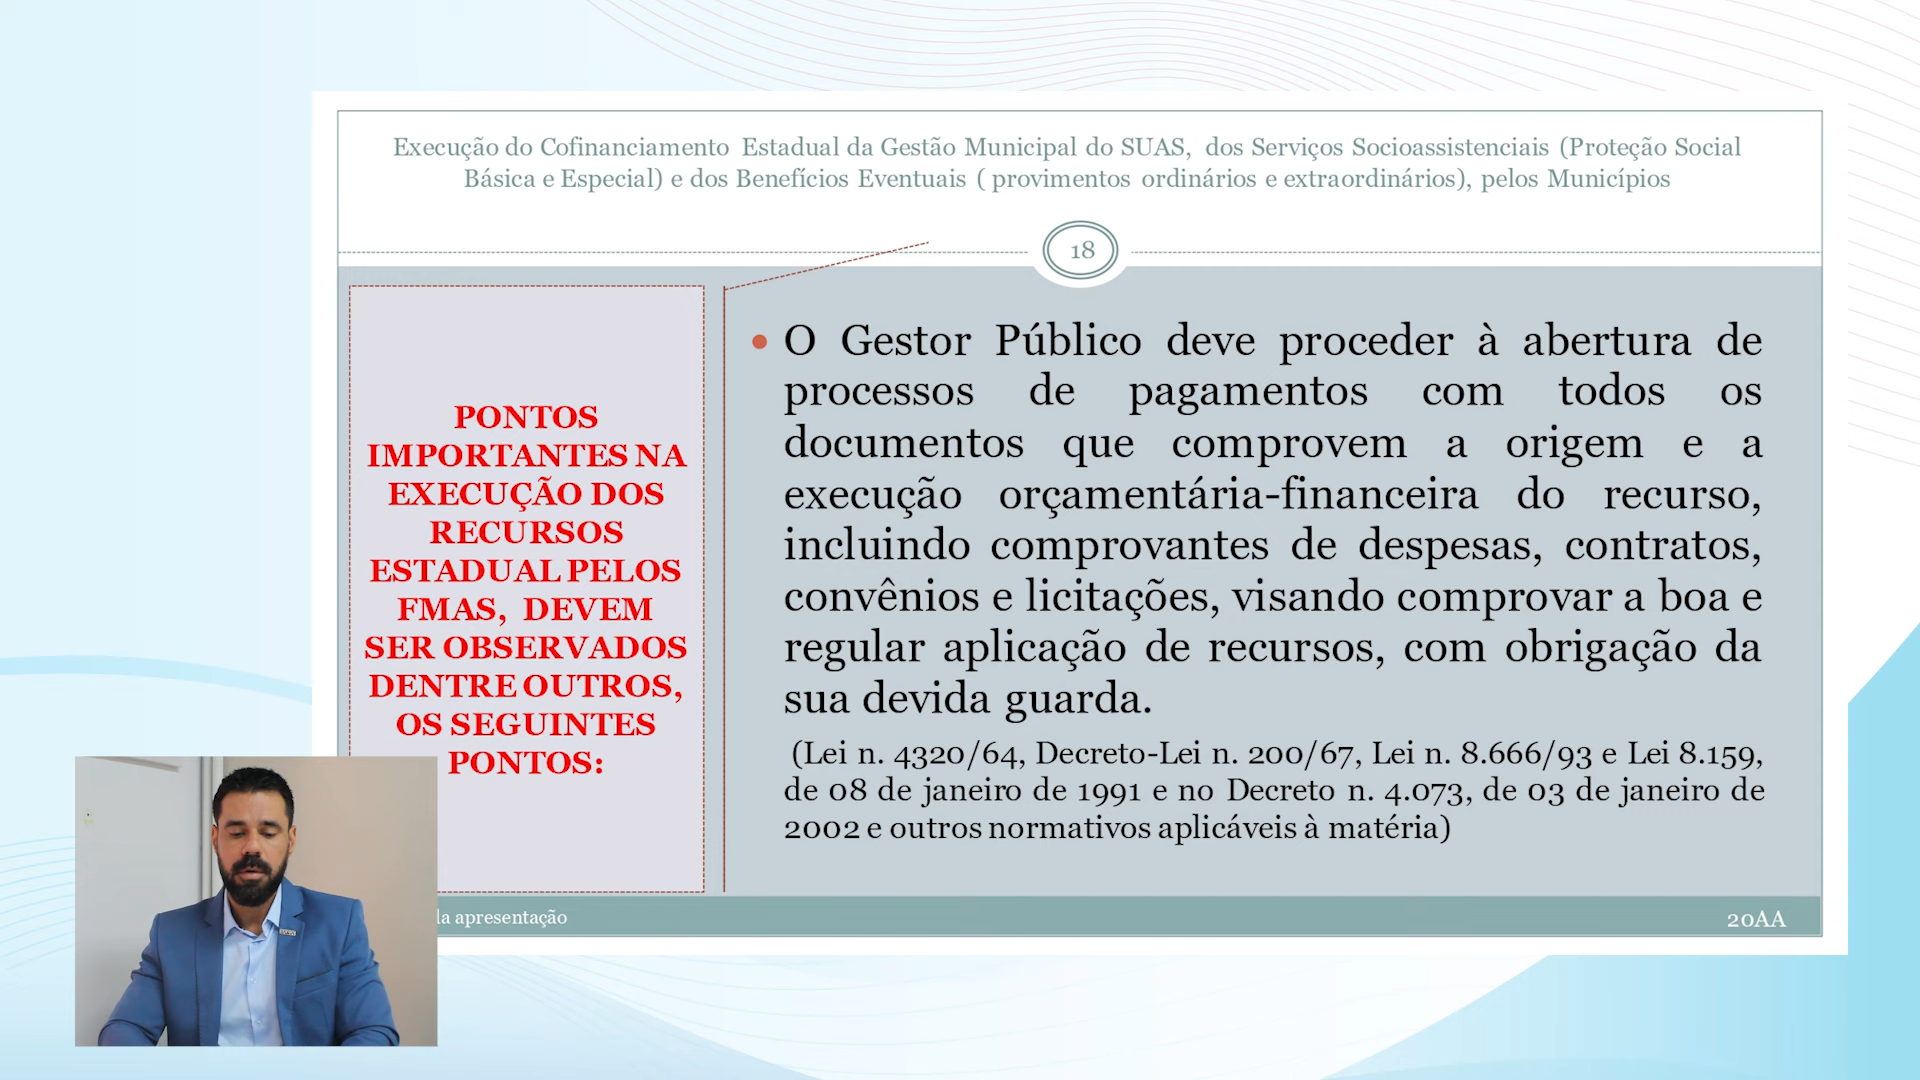 Execução do Cofinanciamento Estadual da Gestão Municipal do SUAS, dos Serviços Socioassistenciais (Proteção Social
Básica e Especial) e dos Benefícios Eventuais ( provimentos ordinários e extraordinários), pelos Municípios
18
PONTOS
IMPORTANTES NA
EXECUÇÃO DOS
RECURSOS
ESTADUAL PELOS
FMAS, DEVEM
SER OBSERVADOS
DENTRE OUTROS,
OS SEGUINTES
PONTOS:
• O Gestor Público deve proceder à abertura de
processos de pagamentos com todos os
documentos que comprovem a origem e a
execução orçamentária-financeira do recurso,
incluindo comprovantes de despesas, contratos,
convênios e licitações, visando comprovar a boa e
regular aplicação de recursos, com obrigação da
sua devida guarda.
(Lei n. 4320/64, Decreto-Lei n. 200/67, Lei n. 8.666/93 e Lei 8.159,
de 08 de janeiro de 1991 e no Decreto n. 4.073, de 03 de janeiro de
2002 e outros normativos aplicáveis à matéria)
la apresentação
20AA